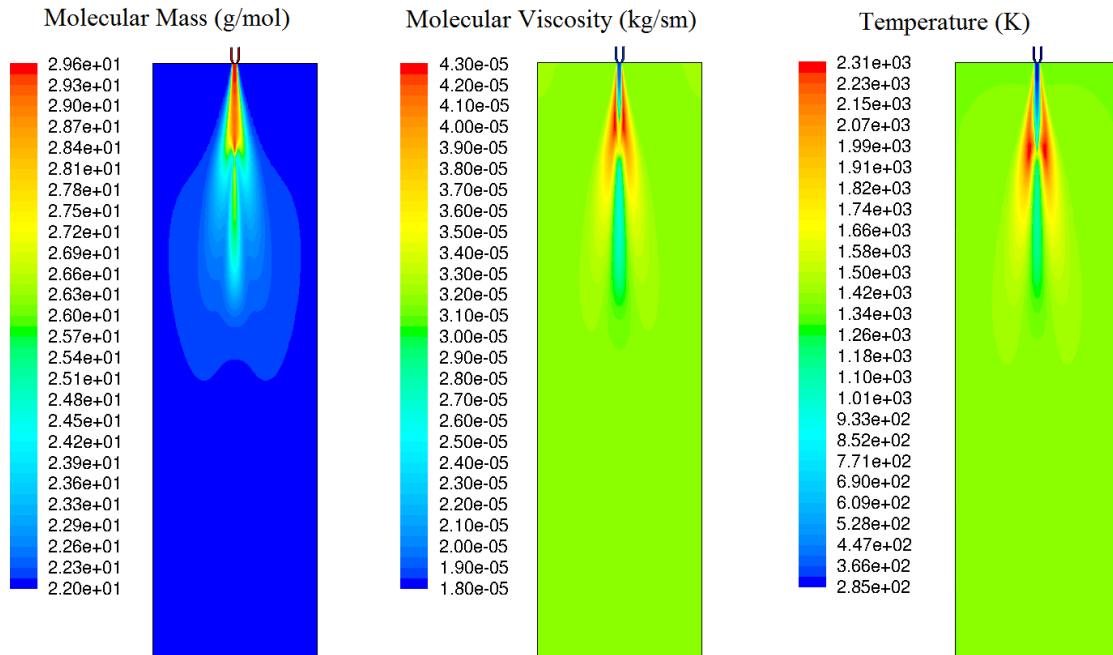 Molecular Mass (g/mol)
2.96e+01
2.93e+01
2.90e+01
2.87e+01
2.84e+01
2.81e+01
2.78e+01
2.75e+01
2.72e+01
2.69e+01
2.66e+01
2.63e+01
2.60e+01
2.57e+01
2.54e+01
2.51e+01
2.48e+01
2.45e+01
2.42e+01
2.39e+01
2.35e+01
2.32e+01
2.29e+01
2.26e+01
2.23e+01
2.20e+01
Molecular Viscosity (kg/sm)
4.30e-05
4.20e-05
4.10e-05
4.00e-05
3.90e-05
3.80e-05
3.70e-05
3.60e-05
3.50e-05
3.40e-05
3.30e-05
3.20e-05
3.10e-05
3.00e-05
2.90e-05
2.80e-05
2.70e-05
2.60e-05
2.50e-05
2.40e-05
2.30e-05
2.20e-05
2.10e-05
2.00e-05
1.90e-05
1.80e-05
Temperature (K)
2.31e+03
2.23e+03
2.15e+03
2.07e+03
1.99e+03
1.91e+03
1.82e+03
1.74e+03
1.66e+03
1.58e+03
1.50e+03
1.42e+03
1.34e+03
1.26e+03
1.18e+03
1.10e+03
1.01e+03
9.33e+02
8.52e+02
7.71e+02
6.90e+02
6.09e+02
5.28e+02
4.47e+02
3.66e+02
2.85e+02